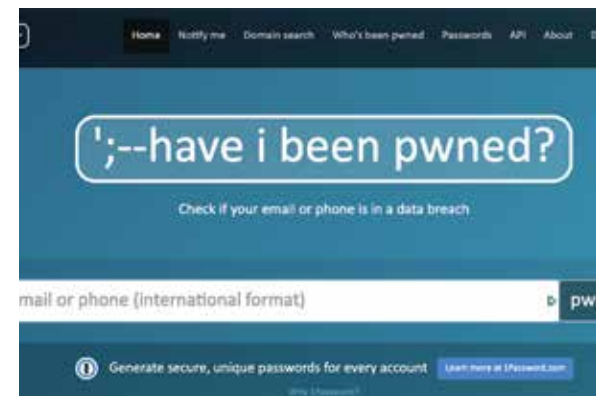 Home Notify me Domain search Who's been pwned Passwords API About
';--have i been pwned?
Check if your email or phone is in a data breach
mail or phone (international format) pw
Generate secure, unique passwords for every account Learn more at 1Password.com
Why 1Password?